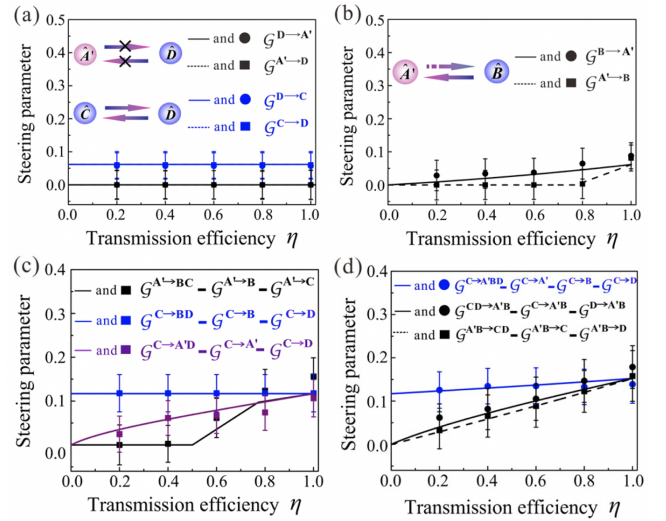 (a)
0.4
0.3
0.2
0.1
0.0
Steering parameter
Â' D̂
Ĉ D̂
and 𝒢^{D→A'}
and 𝒢^{A'→D}
and 𝒢^{D→C}
and 𝒢^{C→D}
0.0 0.2 0.4 0.6 0.8 1.0
Transmission efficiency η
(b)
0.4
0.3
0.2
0.1
0.0
Steering parameter
Â' B̂
and 𝒢^{B→A'}
and 𝒢^{A'→B}
0.0 0.2 0.4 0.6 0.8 1.0
Transmission efficiency η
(c)
0.4
0.2
0.1
0.0
Steering parameter
and 𝒢^{A'→BC} – 𝒢^{A'→B} – 𝒢^{A'→C}
and 𝒢^{C→BD} – 𝒢^{C→B} – 𝒢^{C→D}
and 𝒢^{C→A'D} – 𝒢^{C→A'} – 𝒢^{C→D}
0.0 0.2 0.4 0.6 0.8 1.0
Transmission efficiency η
(d)
0.4
0.3
0.2
0.1
0.0
Steering parameter
and 𝒢^{C→A'BD} – 𝒢^{C→A'} – 𝒢^{C→B} – 𝒢^{C→D}
and 𝒢^{CD→A'B} – 𝒢^{C→A'B} – 𝒢^{D→A'B}
and 𝒢^{A'B→CD} – 𝒢^{A'B→C} – 𝒢^{A'B→D}
0.0 0.2 0.4 0.6 0.8 1.0
Transmission efficiency η